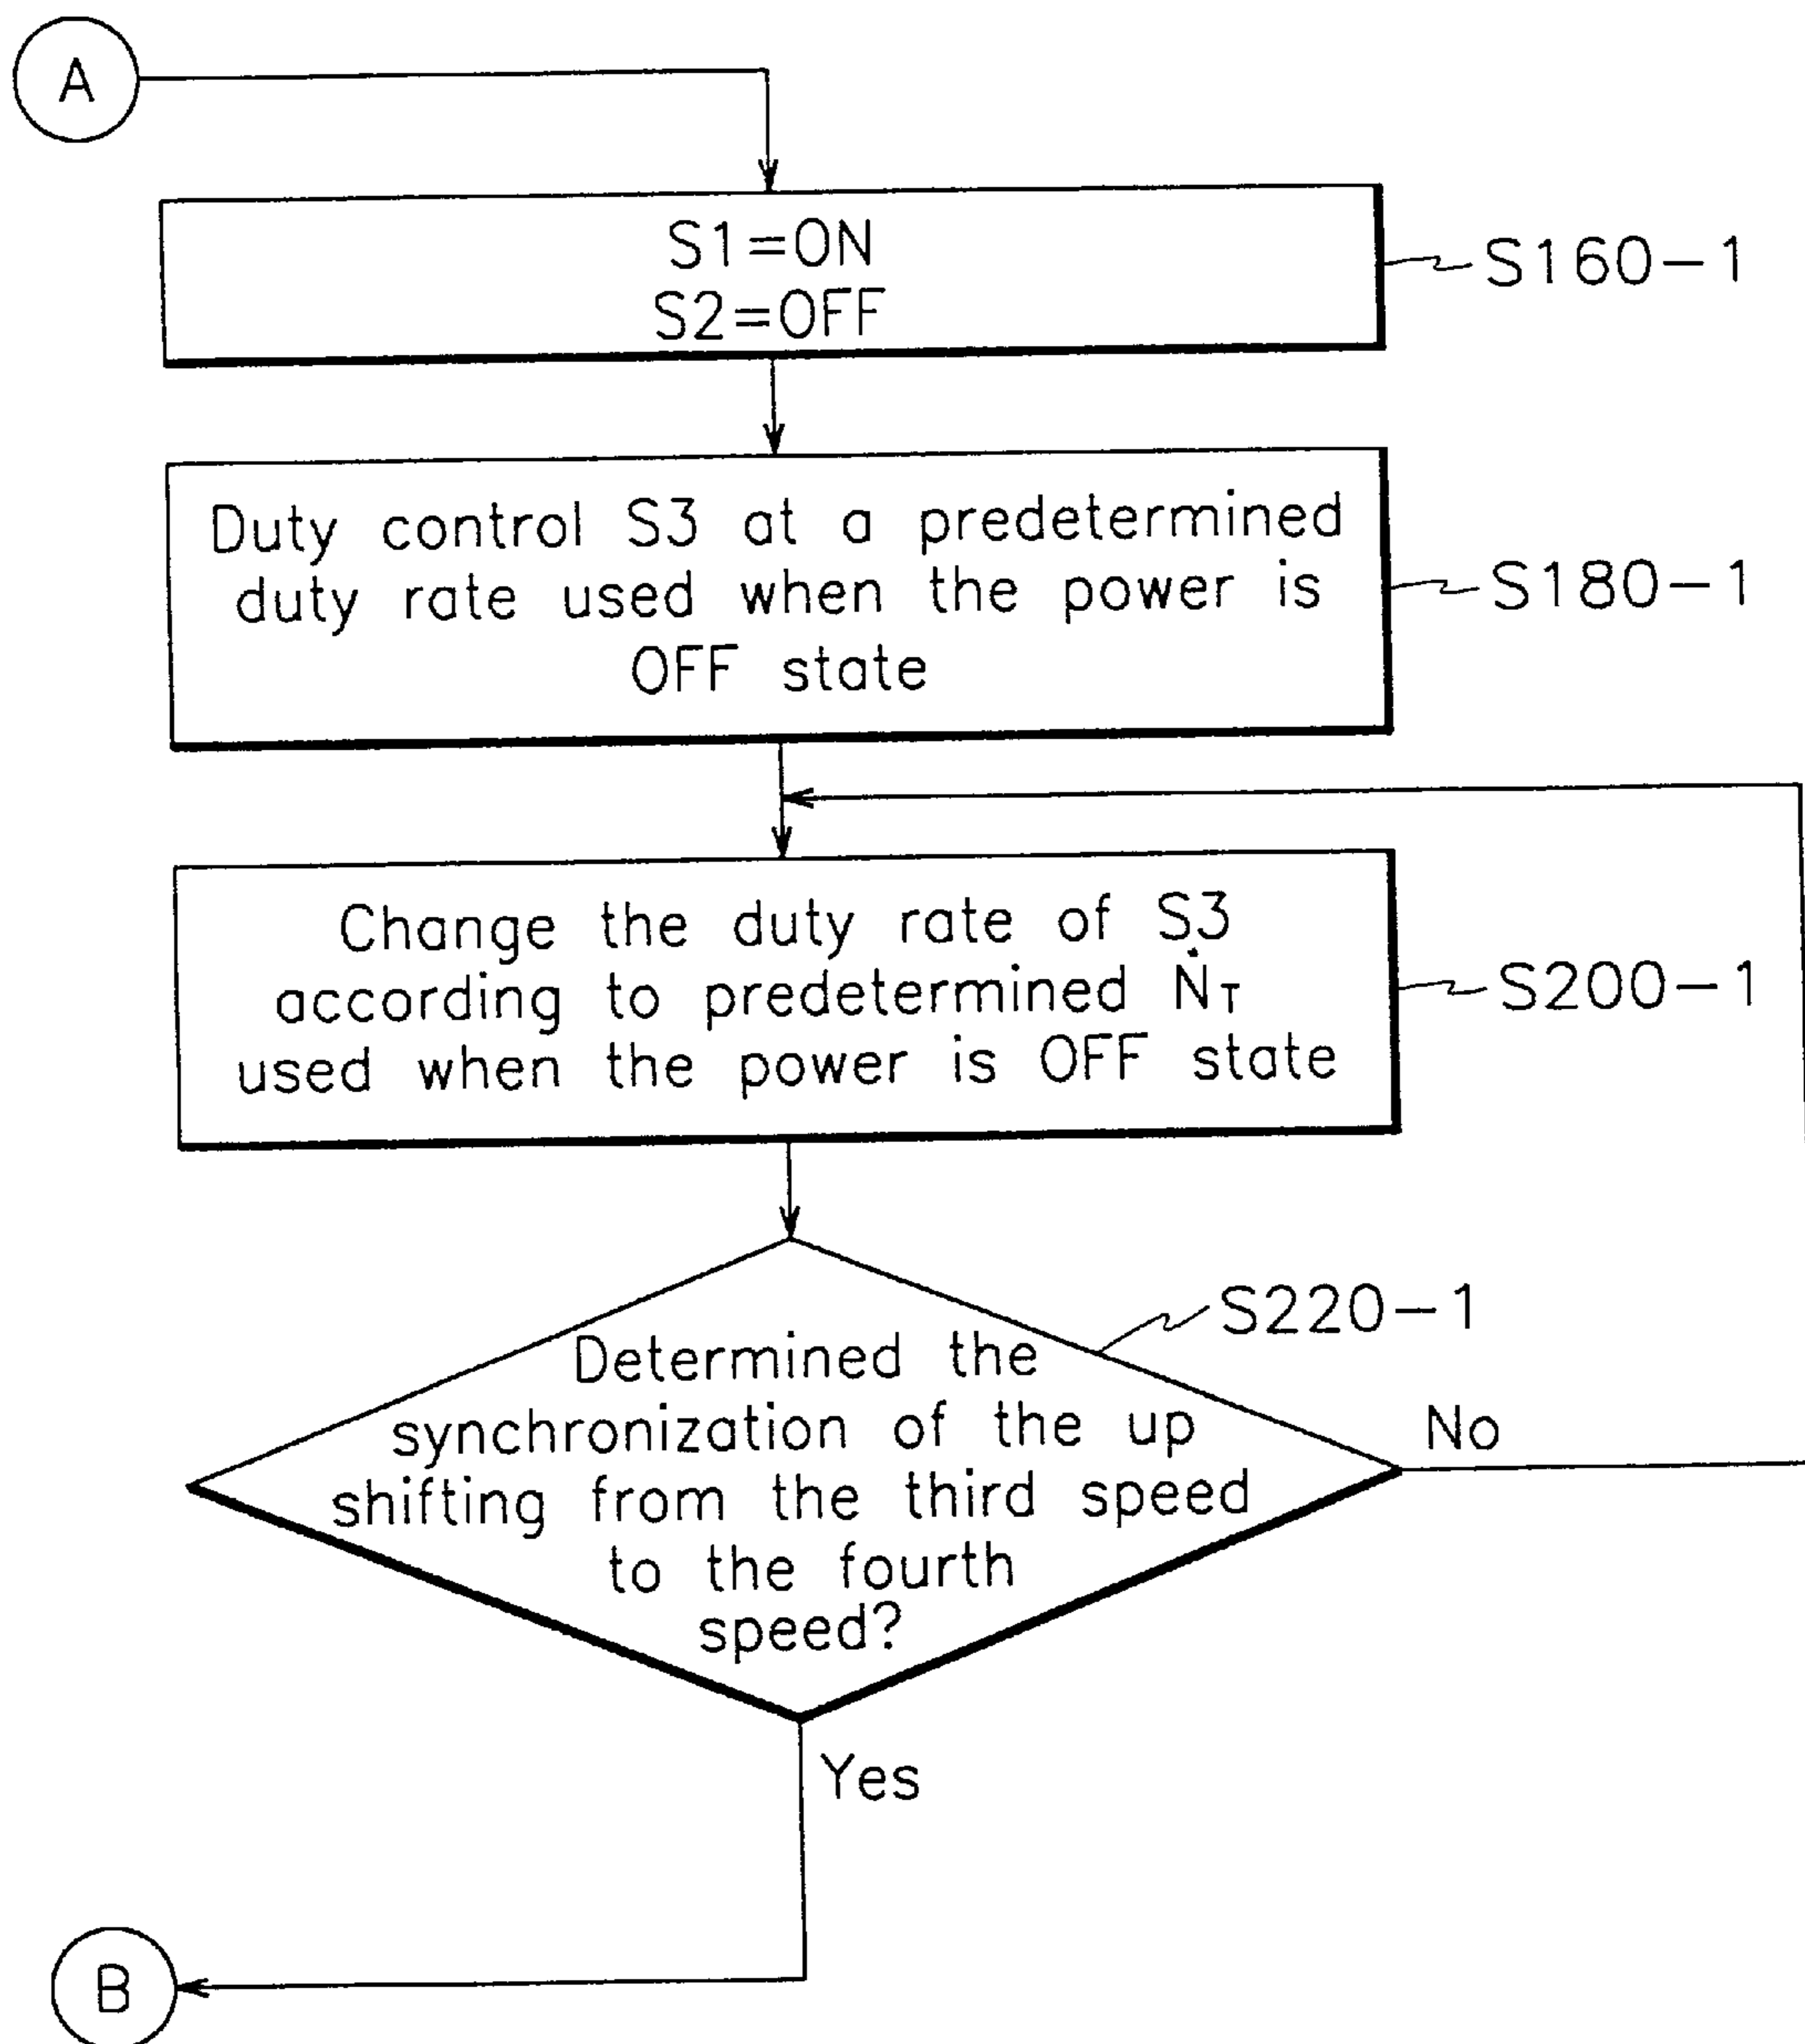 A
S1=ON
S2=OFF
S160-1
Duty control S3 at a predetermined
duty rate used when the power is
OFF state
S180-1
Change the duty rate of S3
according to predetermined ṄT
used when the power is OFF state
S200-1
S220-1
Determined the
synchronization of the up
shifting from the third speed
to the fourth
speed?
No
Yes
B